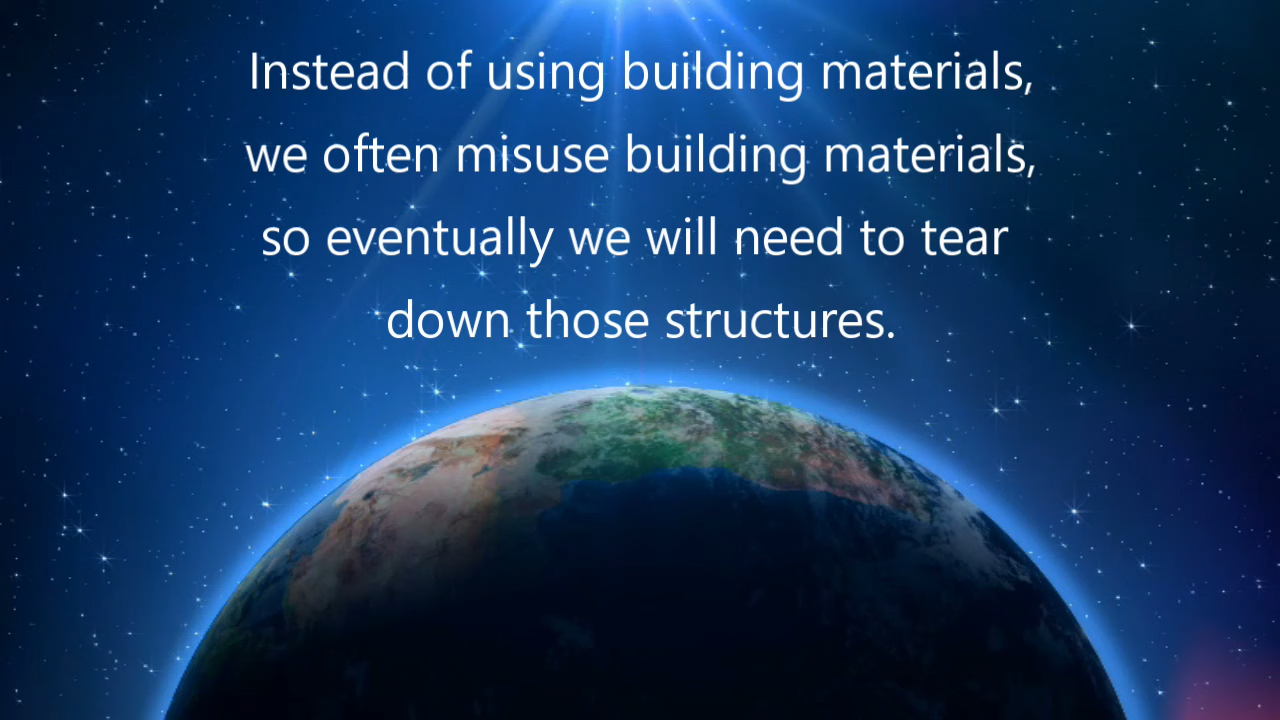 Instead of using building materials,
we often misuse building materials,
so eventually we will need to tear
down those structures.